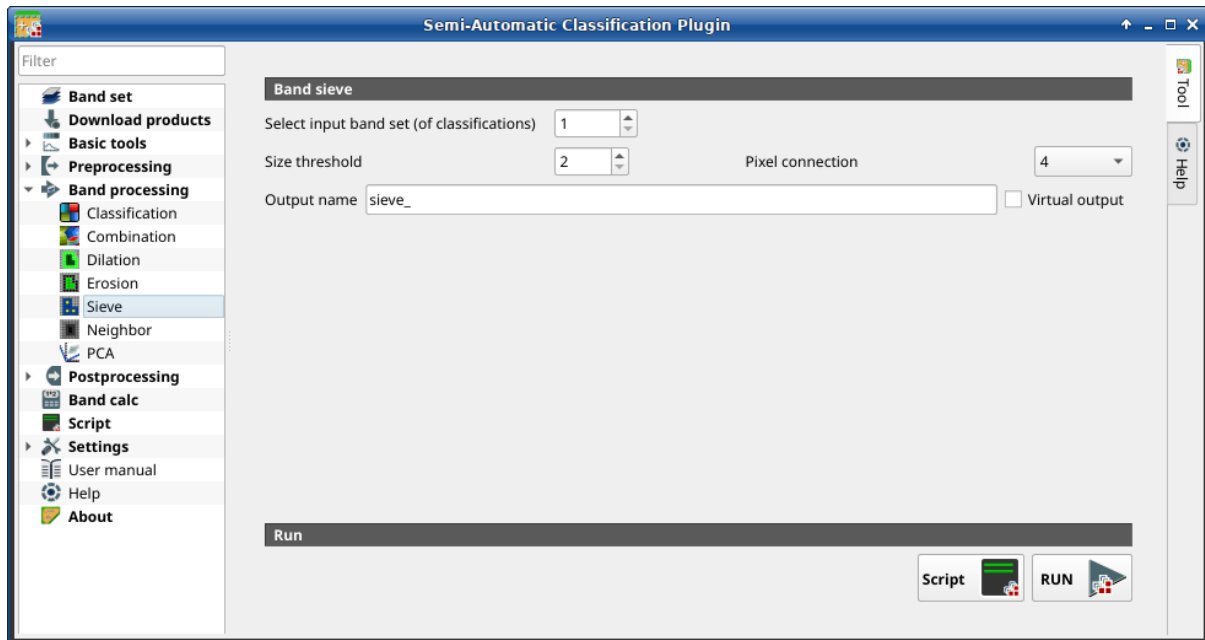 Semi-Automatic Classification Plugin
Filter
Band set
Download products
Basic tools
Preprocessing
Band processing
Classification
Combination
Dilation
Erosion
Sieve
Neighbor
PCA
Postprocessing
Band calc
Script
Settings
User manual
Help
About
Band sieve
Select input band set (of classifications) 1
Size threshold 2 Pixel connection 4
Output name sieve_ Virtual output
Run
Script RUN
Tool
Help